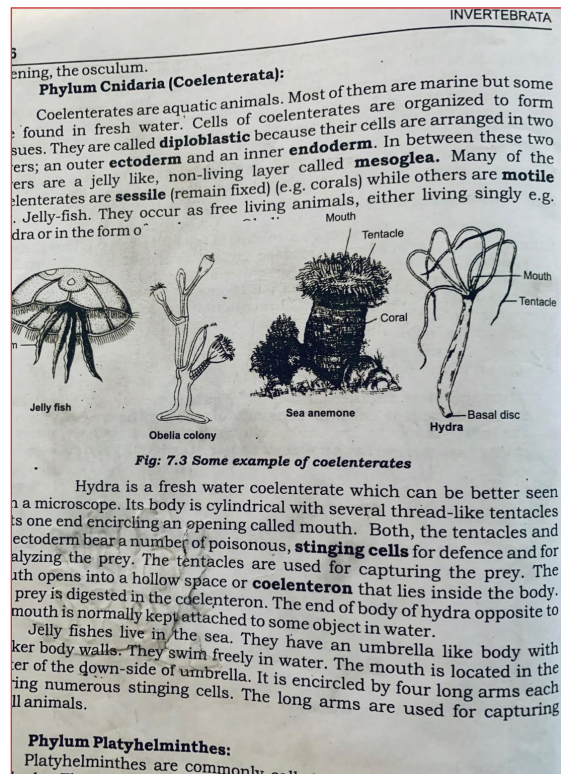 INVERTEBRATA
6
ening, the osculum.
Phylum Cnidaria (Coelenterata):
Coelenterates are aquatic animals. Most of them are marine but some
found in fresh water. Cells of coelenterates are organized to form
sues. They are called diploblastic because their cells are arranged in two
ers; an outer ectoderm and an inner endoderm. In between these two
ers are a jelly like, non-living layer called mesoglea. Many of the
elenterates are sessile (remain fixed) (e.g. corals) while others are motile
. Jelly-fish. They occur as free living animals, either living singly e.g.
dra or in the form o
Mouth
Tentacle
Mouth
Tentacle
Coral
m
Jelly fish
Obelia colony
Sea anemone
Basal disc
Hydra
Fig: 7.3 Some example of coelenterates
Hydra is a fresh water coelenterate which can be better seen
a microscope. Its body is cylindrical with several thread-like tentacles
ts one end encircling an opening called mouth. Both, the tentacles and
ectoderm bear a number of poisonous, stinging cells for defence and for
alyzing the prey. The tentacles are used for capturing the prey. The
uth opens into a hollow space or coelenteron that lies inside the body.
prey is digested in the coelenteron. The end of body of hydra opposite to
mouth is normally kept attached to some object in water.
Jelly fishes live in the sea. They have an umbrella like body with
ker body walls. They swim freely in water. The mouth is located in the
ter of the down-side of umbrella. It is encircled by four long arms each
ring numerous stinging cells. The long arms are used for capturing
ll animals.
Phylum Platyhelminthes:
Platyhelminthes are commonly